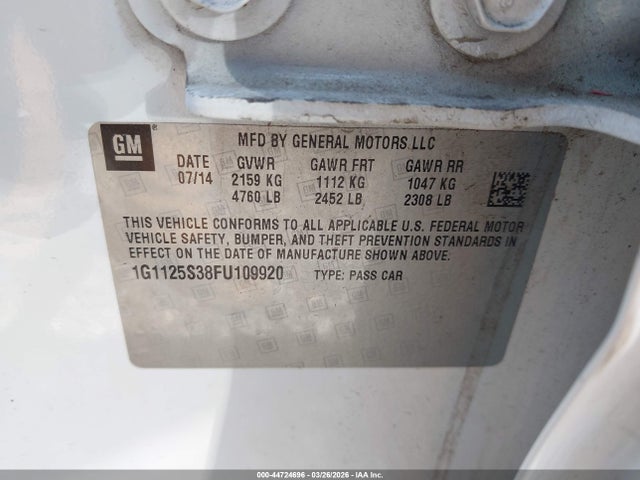 GM ®
MFD BY GENERAL MOTORS LLC
DATE GVWR GAWR FRT GAWR RR
07/14 2159 KG 1112 KG 1047 KG
4760 LB 2452 LB 2308 LB
THIS VEHICLE CONFORMS TO ALL APPLICABLE U.S. FEDERAL MOTOR
VEHICLE SAFETY, BUMPER, AND THEFT PREVENTION STANDARDS IN
EFFECT ON THE DATE OF MANUFACTURE SHOWN ABOVE.
1G1125S38FU109920 TYPE: PASS CAR
000-44724696 | 03/26/2026 | IAA Inc.